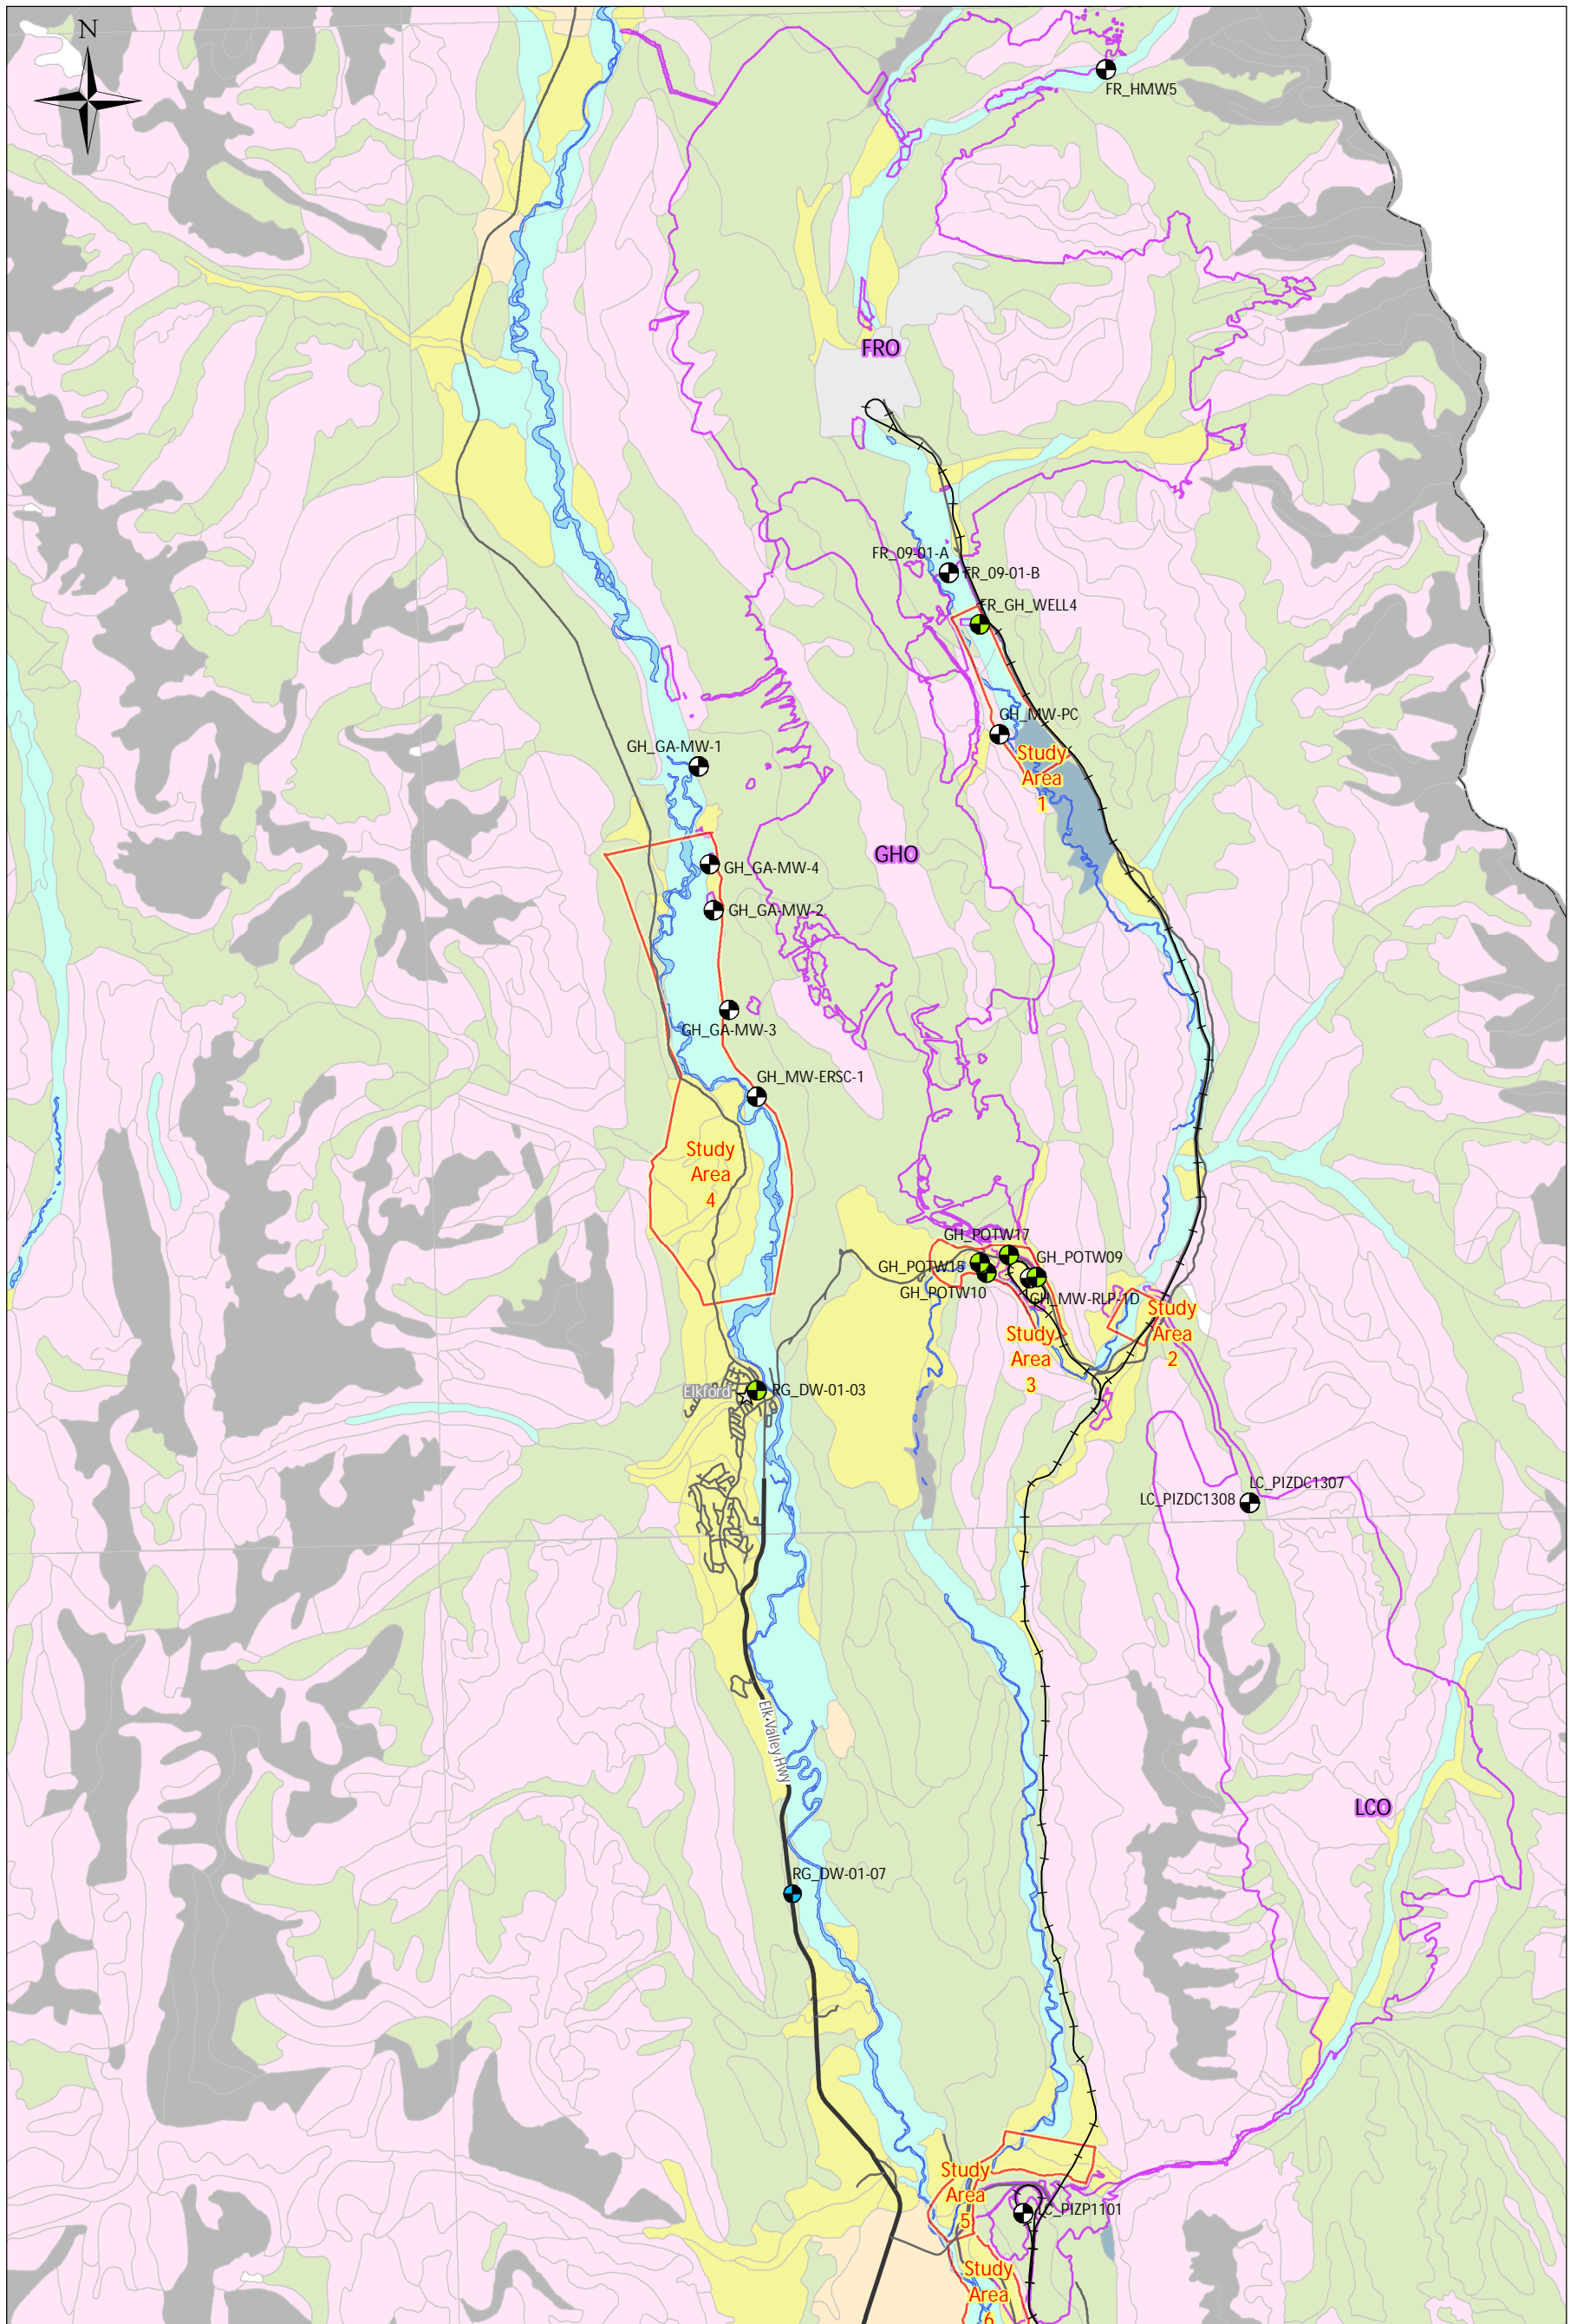 N
FR_HMW5
FRO
FR_09-01-A
FR_09-01-B
FR_GH_WELL4
GH_MW-PC
Study
Area
1
GH_GA-MW-1
GHO
GH_GA-MW-4
GH_GA-MW-2
GH_GA-MW-3
GH_MW-ERSC-1
Study
Area
4
GH_POTW17
GH_POTW09
GH_POTW15
GH_POTW10
GH_MW-RLP-1D
Study
Area
2
Study
Area
3
Elkford
RG_DW-01-03
LC_PIZDC1307
LC_PIZDC1308
Elk Valley Hwy
LCO
RG_DW-01-07
Study
Area
5
LC_PIZP1101
Study
Area
6